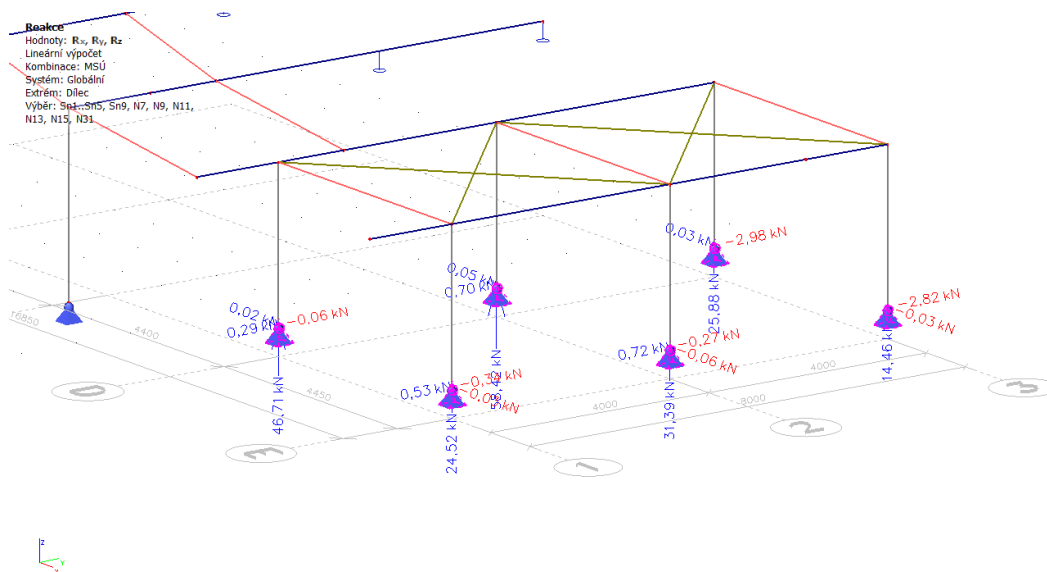 Reakce
Hodnoty: Rx, Ry, Rz
Lineární výpočet
Kombinace: MSÚ
Systém: Globální
Extrém: Dílec
Výběr: Sn1..Sn5, Sn9, N7, N9, N11,
N13, N15, N31
0,03 kN
-2,98 kN
25,88 kN
0,05 kN
0,70 kN
0,02 kN
0,29 kN
-0,06 kN
46,71 kN
-2,82 kN
-0,03 kN
14,46 kN
0,72 kN
-0,27 kN
-0,06 kN
31,39 kN
0,53 kN
-0,34 kN
24,52 kN
16850
4400
4450
4000
4000
8000
D
E
1
2
3
z
y
x